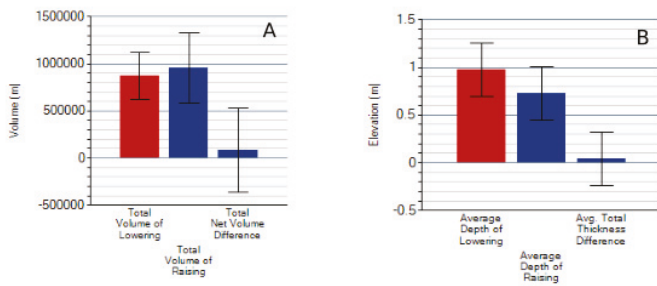 A
1500000
1000000
500000
0
-500000
Volume [m]
Total
Volume of
Lowering
Total
Volume of
Raising
Total
Net Volume
Difference
B
1.5
1
0.5
0
-0.5
Elevation [m]
Average
Depth of
Lowering
Average
Depth of
Raising
Avg. Total
Thickness
Difference